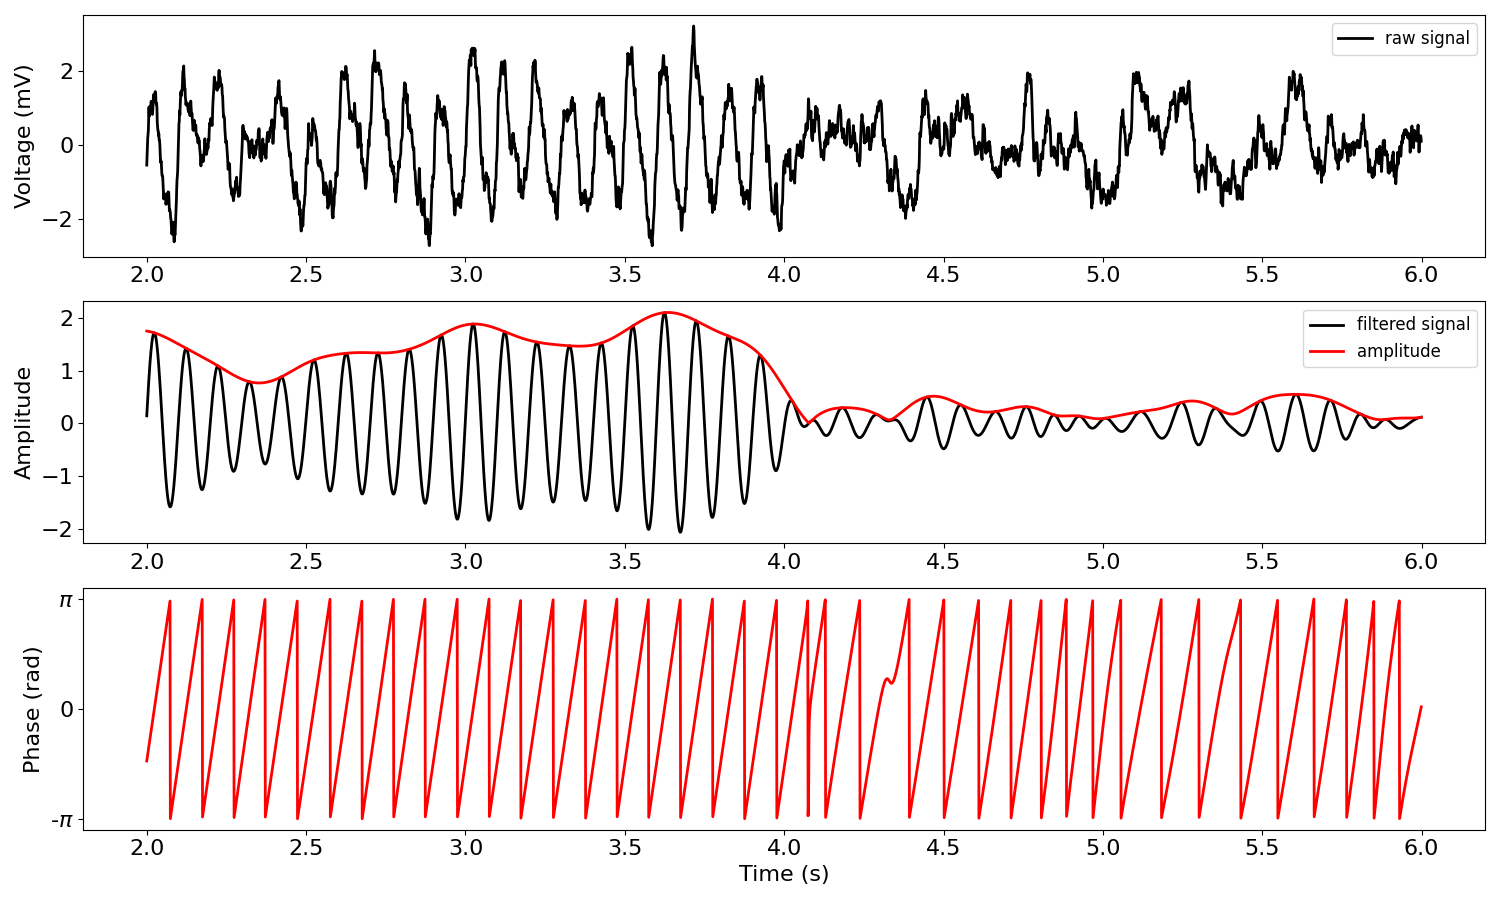 Voltage (mV)
2
0
−2
raw signal
2.0 2.5 3.0 3.5 4.0 4.5 5.0 5.5 6.0
Amplitude
2
1
0
−1
−2
filtered signal
amplitude
2.0 2.5 3.0 3.5 4.0 4.5 5.0 5.5 6.0
Phase (rad)
π
0
-π
2.0 2.5 3.0 3.5 4.0 4.5 5.0 5.5 6.0
Time (s)